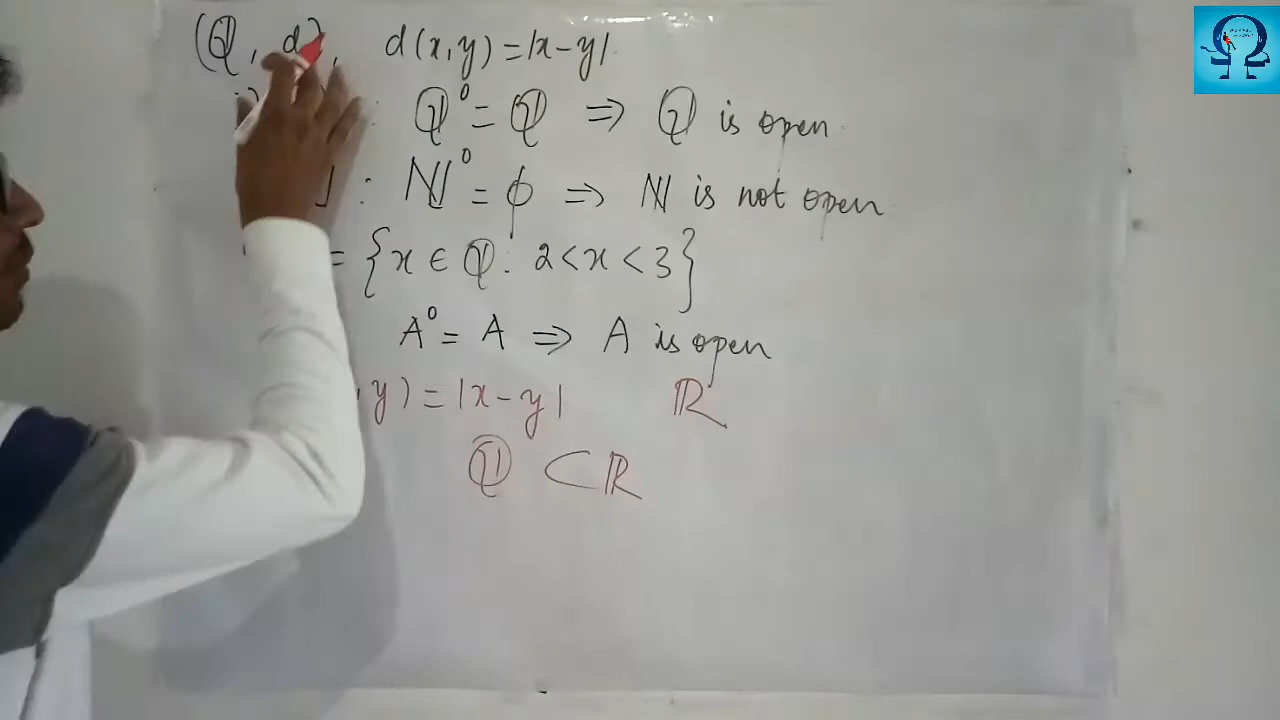 (ℚ, d), d(x,y) = |x-y|.
: ℚ° = ℚ ⇒ ℚ is open.
: ℕ° = ϕ ⇒ ℕ is not open
= {x ∈ ℚ : 2 < x < 3}
A° = A ⇒ A is open
, y) = |x-y| ℝ
ℚ ⊂ ℝ